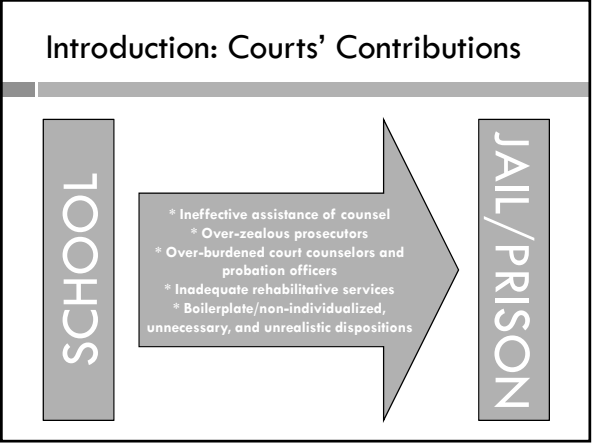 Introduction: Courts' Contributions
SCHOOL
* Ineffective assistance of counsel
* Over-zealous prosecutors
* Over-burdened court counselors and
probation officers
* Inadequate rehabilitative services
* Boilerplate/non-individualized,
unnecessary, and unrealistic dispositions
JAIL/PRISON